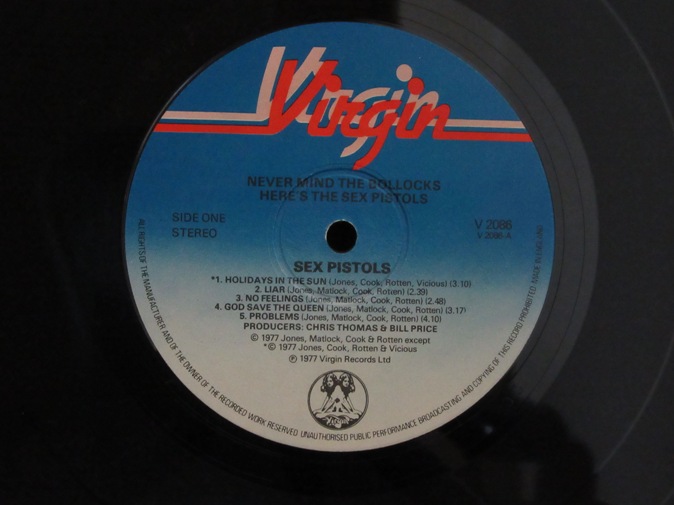 Virgin
NEVER MIND THE BOLLOCKS
HERE'S THE SEX PISTOLS
SIDE ONE
STEREO
V 2086
V 2086 A
SEX PISTOLS
*1. HOLIDAYS IN THE SUN (Jones, Cook, Rotten, Vicious) (3.10)
2. LIAR (Jones, Matlock, Cook, Rotten) (2.39)
3. NO FEELINGS (Jones, Matlock, Cook, Rotten) (2.48)
4. GOD SAVE THE QUEEN (Jones, Matlock, Cook, Rotten) (3.17)
5. PROBLEMS (Jones, Matlock, Cook, Rotten) (4.10)
PRODUCERS: CHRIS THOMAS & BILL PRICE
© 1977 Jones, Matlock, Cook & Rotten except
*© 1977 Jones, Cook, Rotten & Vicious
℗ 1977 Virgin Records Ltd
Virgin
ALL RIGHTS OF THE MANUFACTURER AND OF THE OWNER OF THE RECORDED WORK RESERVED. UNAUTHORISED PUBLIC PERFORMANCE BROADCASTING AND COPYING OF THIS RECORD PROHIBITED. MADE IN ENGLAND